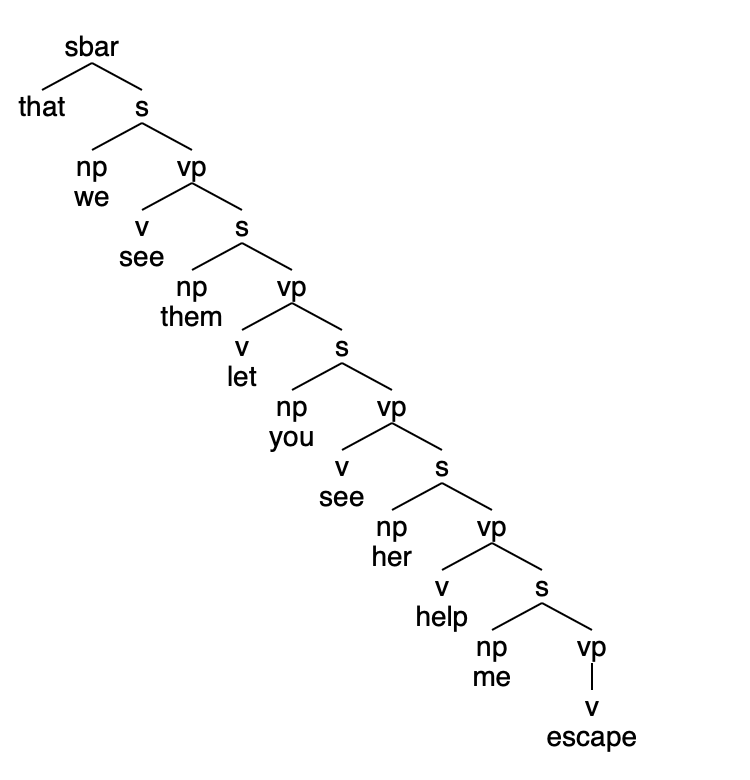 sbar
that s
np vp
we
v s
see
np vp
them
v s
let
np vp
you
v s
see
np vp
her
v s
help
np vp
me
v
escape